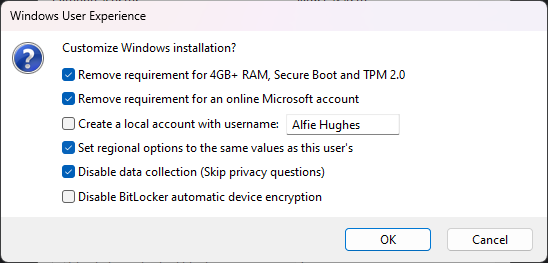 Windows User Experience
Customize Windows installation?
Remove requirement for 4GB+ RAM, Secure Boot and TPM 2.0
Remove requirement for an online Microsoft account
Create a local account with username: Alfie Hughes
Set regional options to the same values as this user's
Disable data collection (Skip privacy questions)
Disable BitLocker automatic device encryption
OK Cancel